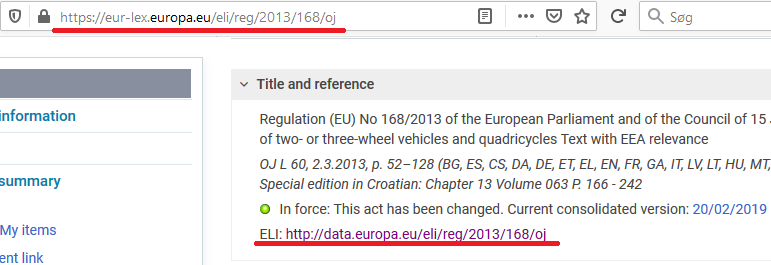 https://eur-lex.europa.eu/eli/reg/2013/168/oj
Søg
information
summary
My items
ent link
Title and reference
Regulation (EU) No 168/2013 of the European Parliament and of the Council of 15
of two- or three-wheel vehicles and quadricycles Text with EEA relevance
OJ L 60, 2.3.2013, p. 52–128 (BG, ES, CS, DA, DE, ET, EL, EN, FR, GA, IT, LV, LT, HU, MT,
Special edition in Croatian: Chapter 13 Volume 063 P. 166 - 242
In force: This act has been changed. Current consolidated version: 20/02/2019
ELI: http://data.europa.eu/eli/reg/2013/168/oj